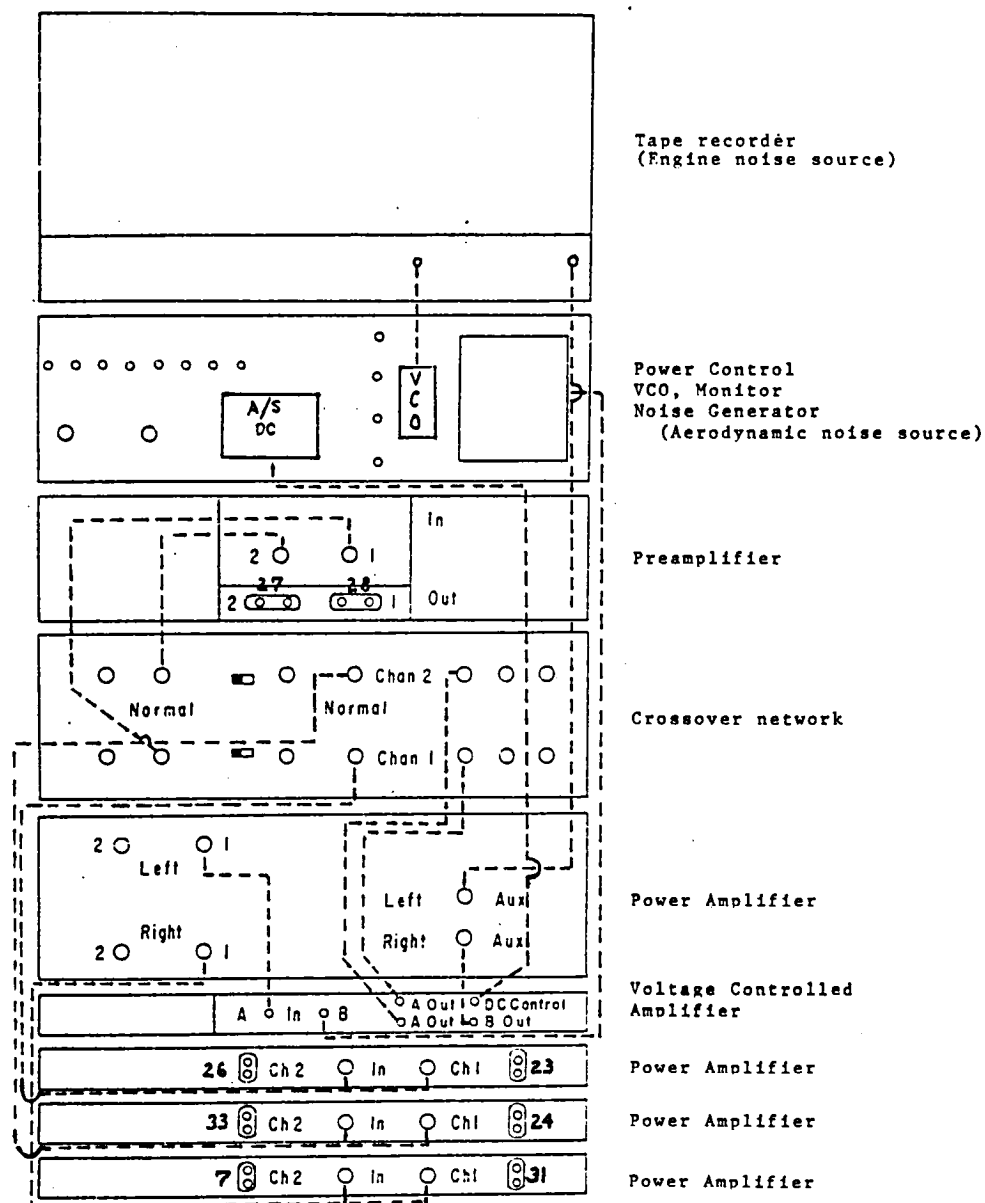 Tape recorder
(Engine noise source)
Power Control
VCO, Monitor
Noise Generator
(Aerodynamic noise source)
A/S
DC
V
C
O
In
2 1
27 28
2 1 Out
Preamplifier
Chan 2
Normal Normal
Chan 1
Crossover network
2 1
Left
Left Aux
Right Aux
Right
2 1
Power Amplifier
Voltage Controlled
Amplifier
A In B
A Out DC Control
A Out B Out
26 Ch 2 In Ch 1 23
Power Amplifier
33 Ch 2 In Ch 1 24
Power Amplifier
7 Ch 2 In Ch 1 31
Power Amplifier